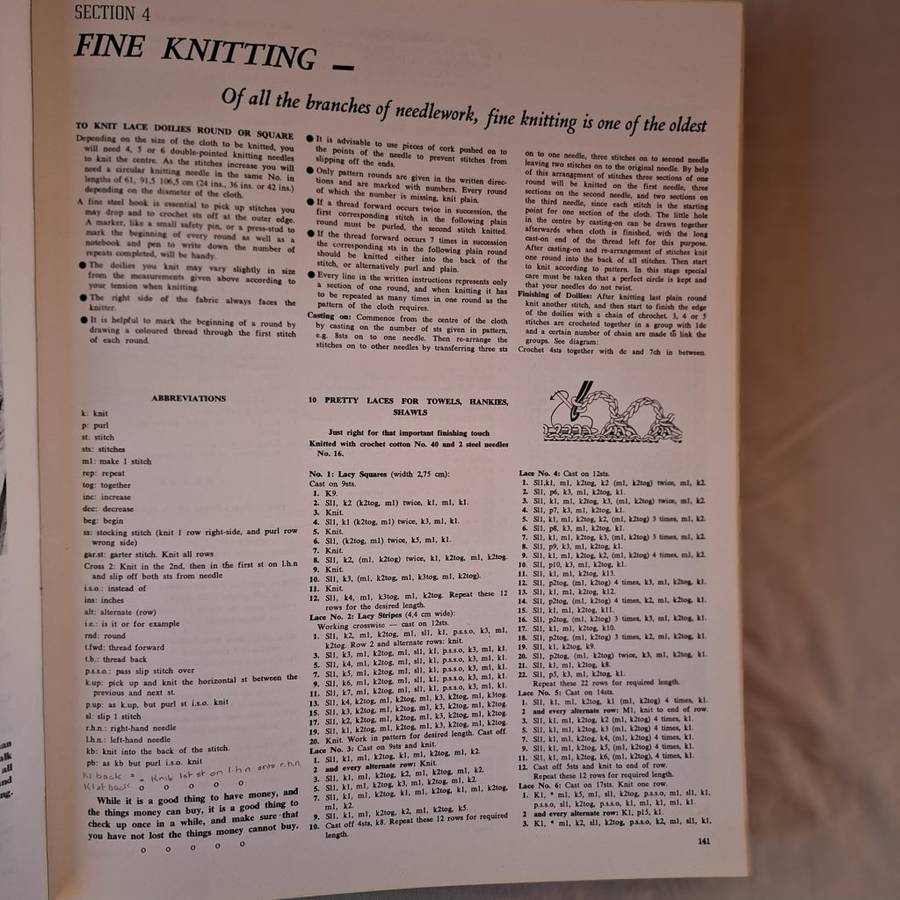 SECTION 4
FINE KNITTING –
Of all the branches of needlework, fine knitting is one of the oldest
TO KNIT LACE DOILIES ROUND OR SQUARE
Depending on the size of the cloth to be knitted, you
will need 4, 5 or 6 double-pointed knitting needles
to knit the centre. As the stitches increase you will
need a circular knitting needle in the same No. in
lengths of 61, 91,5 106,5 cm (24 ins, 36 ins. or 42 ins.)
depending on the diameter of the cloth.
A fine steel hook is essential to pick up stitches you
may drop and to crochet sts off at the outer edge.
A marker, like a small safety pin, or a press-stud to
mark the beginning of every round as well as a
notebook and pen to write down the number of
repeats completed, will be handy.
● The doilies you knit may vary slightly in size
from the measurements given above according to
your tension when knitting.
● The right side of the fabric always faces the
knitter.
● It is helpful to mark the beginning of a round by
drawing a coloured thread through the first stitch
of each round.
● It is advisable to use pieces of cork pushed on to
the points of the needle to prevent stitches from
slipping off the ends.
● Only pattern rounds are given in the written direc-
tions and are marked with numbers. Every round
of which the number is missing, knit plain.
● If a thread forward occurs twice in succession, the
first corresponding stitch in the following plain
round must be purled, the second stitch knitted.
● If the thread forward occurs 7 times in succession
the corresponding sts in the following plain round
should be knitted either into the back of the
stitch, or alternatively purl and plain.
● Every line in the written instructions represents only
a section of one round, and when knitting it has
to be repeated as many times in one round as the
pattern of the cloth requires.
Casting on: Commence from the centre of the cloth
by casting on the number of sts given in pattern,
e.g. 8sts on to one needle. Then re-arrange the
stitches on to other needles by transferring three sts
on to one needle, three stitches on to second needle
leaving two stitches on to the original needle. By help
of this arrangement of stitches three sections of one
round will be knitted on the first needle, three
sections on the second needle, and two sections on
the third needle, since each stitch is the starting
point for one section of the cloth. The little hole
in the centre by casting-on can be drawn together
afterwards when cloth is finished, with the long
cast-on end of the thread left for this purpose.
After casting-on and re-arrangement of stitches knit
one round into the back of all stitches. Then start
to knit according to pattern. In this stage special
care must be taken that a perfect circle is kept and
that your needles do not twist.
Finishing of Doilies: After knitting last plain round
knit another stitch, and then start to finish the edge
of the doilies with a chain of chrochet. 3, 4 or 5
stitches are crocheted together in a group with 1dc
and a certain number of chain are made to link the
groups. See diagram:
Crochet 4sts together with dc and 7ch in between.
ABBREVIATIONS
k: knit
p: purl
st. stitch
sts: stitches
m1: make 1 stitch
rep: repeat
tog: together
inc: increase
dec: decrease
beg: begin
ss: stocking stitch (knit 1 row right-side, and purl row
wrong side)
gar.st: garter stitch. Knit all rows
Cross 2: Knit in the 2nd, then in the first st on l.h.n
and slip off both sts from needle
i.s.o.: instead of
ins: inches
alt: alternate (row)
i.e.: is it or for example
rnd: round
t.fwd: thread forward
t.b.: thread back
p.s.s.o.: pass slip stitch over
k.up: pick up and knit the horizontal st between the
previous and next st.
p.up: as k.up, but purl st i.s.o. knit
sl: slip 1 stitch
r.h.n.: right-hand needle
l.h.n.: left-hand needle
kb: knit into the back of the stitch.
pb: as kb but purl i.s.o. knit
K1 back = knit 1st st on l.h.n onto r.h.n
K1st back
o o o o o
While it is a good thing to have money, and
the things money can buy, it is a good thing to
check up once in a while, and make sure that
you have not lost the things money cannot buy.
o o o o o
10 PRETTY LACES FOR TOWELS, HANKIES,
SHAWLS
Just right for that important finishing touch
Knitted with crochet cotton No. 40 and 2 steel needles
No. 16.
No. 1: Lacy Squares (width 2,75 cm):
Cast on 9sts.
1. K9.
2. Sl1, k2 (k2tog, m1) twice, k1, m1, k1.
3. Knit.
4. Sl1, k1 (k2tog, m1) twice, k3, m1, k1.
5. Knit.
6. Sl1, (k2tog, m1) twice, k5, m1, k1.
7. Knit.
8. Sl1, k2, (m1, k2tog) twice, k1, k2tog, m1, k2tog.
9. Knit.
10. Sl1, k3, (m1, k2tog, m1, k3tog, m1, k2tog).
11. Knit.
12. Sl1, k4, m1, k3tog, m1, k2tog. Repeat these 12
rows for the desired length.
Lace No. 2: Lacy Stripes (4,4 cm wide):
Working crosswise — cast on 12sts.
1. Sl1, k2, m1, k2tog, m1, sl1, k1, p.s.s.o, k3, m1,
k2tog. Row 2 and alternate rows: knit.
3. Sl1, k3, m1, k2tog, m1, sl1, k1, p.s.s.o, k3, m1, k1.
5. Sl1, k4, m1, k2tog, m1, sl1, k1, p.s.s.o, k3, m1, k1.
7. Sl1, k5, m1, k2tog, m1, sl1, k1, p.s.s.o, k3, m1, k1.
9. Sl1, k6, m1, k2tog, m1, sl1, k1, p.s.s.o, k3, m1, k1.
11. Sl1, k7, m1, k2tog, m1, sl1, k1, p.s.s.o, k3, m1, k1.
13. Sl1, k4, k2tog, m1, k2tog, m1, k3, k2tog, m1, k3tog.
15. Sl1, k3, k2tog, m1, k2tog, m1, k3, k2tog, m1, k2tog.
17. Sl1, k2, k2tog, m1, k2tog, m1, k3, k2tog, m1, k2tog.
19. Sl1, k1, k2tog, m1, k2tog, m1, k3, k2tog, m1, k2tog.
20. Knit. Work in pattern for desired length. Cast off.
Lace No. 3: Cast on 9sts and knit.
1. Sl1, k1, m1, k2tog, k1, m1, k2tog, m1, k2.
2 and every alternate row: Knit.
3. Sl1, k1, m1, k2tog, k2, m1, k2tog, m1, k2.
5. Sl1, k1, m1, k2tog, k3, m1, k2tog, m1, k2.
7. Sl1, k1, m1, k2tog, k1, m1, k2tog, k1, m1, k2tog,
m1, k2.
9. Sl1, k1, m1, k2tog, k2, m1, k2tog, k5.
10. Cast off 4sts, k8. Repeat these 12 rows for required
length.
Lace No. 4: Cast on 12sts.
1. Sl1,k1, m1, k2tog, k2 (m1, k2tog) twice, m1, k2.
2. Sl1, p6, k3, m1, k2tog, k1.
3. Sl1, k1, m1, k2tog, k3, (m1, k2tog) twice, m1, k2.
4. Sl1, p7, k3, m1, k2tog, k1.
5. Sl1, k1, m1, k2tog, k2, (m1, k2tog) 3 times, m1, k2.
6. Sl1, p8, k3, m1, k2tog, k1.
7. Sl1, k1, m1, k2tog, k3, (m1, k2tog) 3 times, m1, k2.
8. Sl1, p9, k3, m1, k2tog, k1.
9. Sl1, k1, m1, k2tog, k2, (m1, k2tog) 4 times, m1, k2.
10. Sl1, p10, k3, m1, k2tog, k1.
11. Sl1, k1, m1, k2tog, k13.
12. Sl1, p2tog, (m1, k2tog) 4 times, k3, m1, k2tog, k1.
13. Sl1, k1, m1, k2tog, k12.
14. Sl1, p2tog, (m1, k2tog) 4 times, k2, m1, k2tog, k1.
15. Sl1, k1, m1, k2tog, k11.
16. Sl1, p2tog, (m1, k2tog) 3 times, k3, m1, k2tog, k1.
17. Sl1, k1, m1, k2tog, k10.
18. Sl1, p2tog, (m1, k2tog) 3 times, k2, m1, k2tog, k1.
19. Sl1, k1, k2tog, k9.
20. Sl1, p2tog, (m1, k2tog) twice, k3, m1, k2tog, k1.
21. Sl1, k1, m1, k2tog, k8.
22. Sl1, p5, k3, m1, k2tog, k1.
Repeat these 22 rows for required length.
Lace No. 5: Cast on 14sts.
1. Sl1, k1, m1, k2tog, k1 (m1, k2tog) 4 times, k1.
2 and every alternate row: M1, knit to end of row.
3. Sl1, k1, m1, k2tog, k2 (m1, k2tog) 4 times, k1.
5. Sl1, k1, m1, k2tog, k3 (m1, k2tog) 4 times, k1.
7. Sl1, k1, m1, k2tog, k4, (m1, k2tog) 4 times, k1.
9. Sl1, k1, m1, k2tog, k5, (m1, k2tog) 4 times, k1.
11. Sl1, k1, m1, k2tog, k6, (m1, k2tog), 4 times, k1.
12. Cast off 5sts and knit to end of row.
Repeat these 12 rows for required length.
Lace No. 6: Cast on 17sts. Knit one row.
1. K1, * m1, k5, m1, sl1, k2tog, p.s.s.o, m1, sl1, k1,
p.s.s.o, sl1, k2tog, p.s.s.o, k1, m1, k1, m1, k1.
2 and every alternate row: K1, p15, k1.
3. K1, * m1, k2, sl1, k2tog, p.s.s.o, k2, m1, sl1, k1,
141